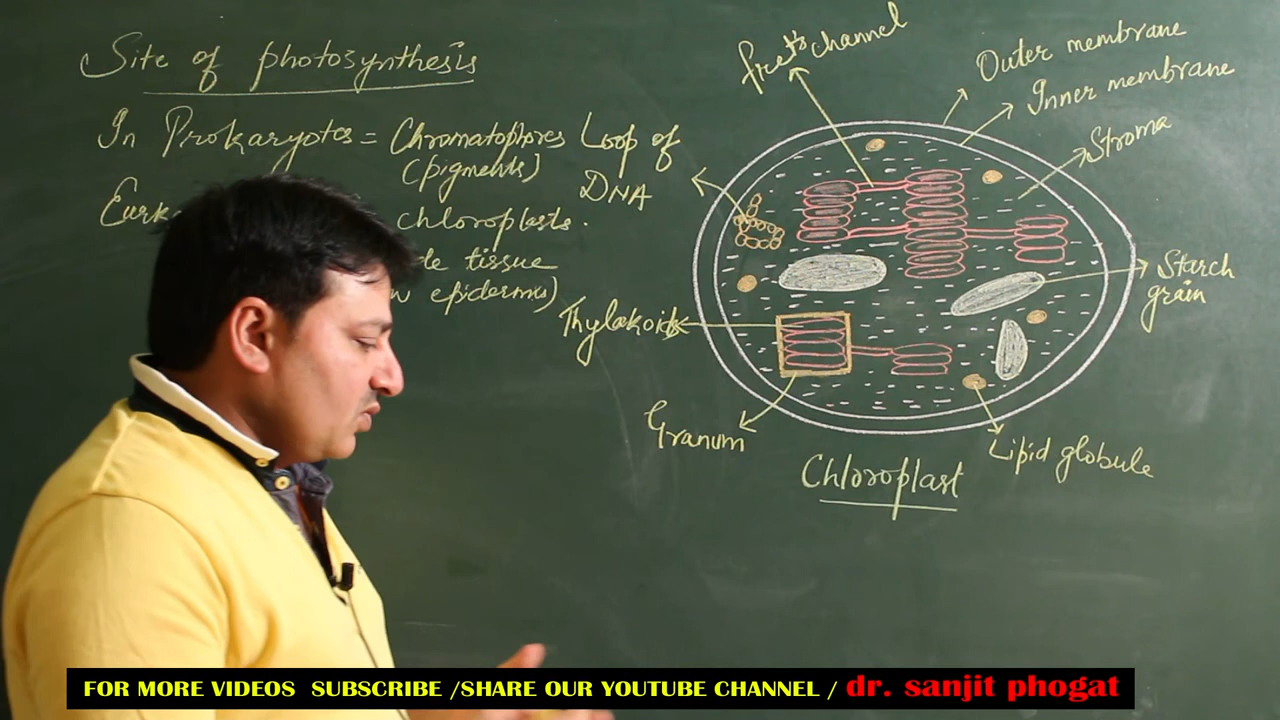 Site of photosynthesis
In Prokaryotes = Chromatophores
(pigments)
chloroplasts.
tissue
epidermis)
Loop of
DNA
Fret's channel
Outer membrane
Inner membrane
Stroma
Starch
grain
Thylakoids
Granum
Lipid globule
Chloroplast
FOR MORE VIDEOS SUBSCRIBE /SHARE OUR YOUTUBE CHANNEL / dr. sanjit phogat